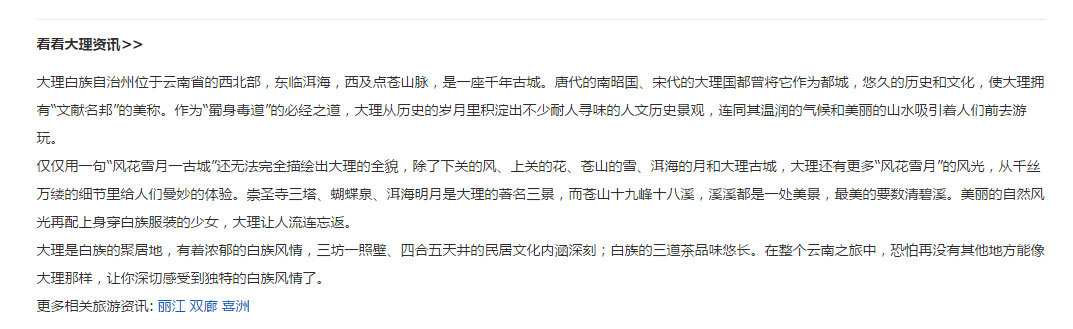 看看大理资讯>>
大理白族自治州位于云南省的西北部，东临洱海，西及点苍山脉，是一座千年古城。唐代的南昭国、宋代的大理国都曾将它作为都城，悠久的历史和文化，使大理拥
有“文献名邦”的美称。作为“蜀身毒道”的必经之道，大理从历史的岁月里积淀出不少耐人寻味的人文历史景观，连同其温润的气候和美丽的山水吸引着人们前去游
玩。
仅仅用一句“风花雪月一古城”还无法完全描绘出大理的全貌，除了下关的风、上关的花、苍山的雪、洱海的月和大理古城，大理还有更多“风花雪月”的风光，从千丝
万缕的细节里给人们曼妙的体验。崇圣寺三塔、蝴蝶泉、洱海明月是大理的著名三景，而苍山十九峰十八溪，溪溪都是一处美景，最美的要数清碧溪。美丽的自然风
光再配上身穿白族服装的少女，大理让人流连忘返。
大理是白族的聚居地，有着浓郁的白族风情，三坊一照壁、四合五天井的民居文化内涵深刻；白族的三道茶品味悠长。在整个云南之旅中，恐怕再没有其他地方能像
大理那样，让你深切感受到独特的白族风情了。
更多相关旅游资讯: 丽江 双廊 喜洲